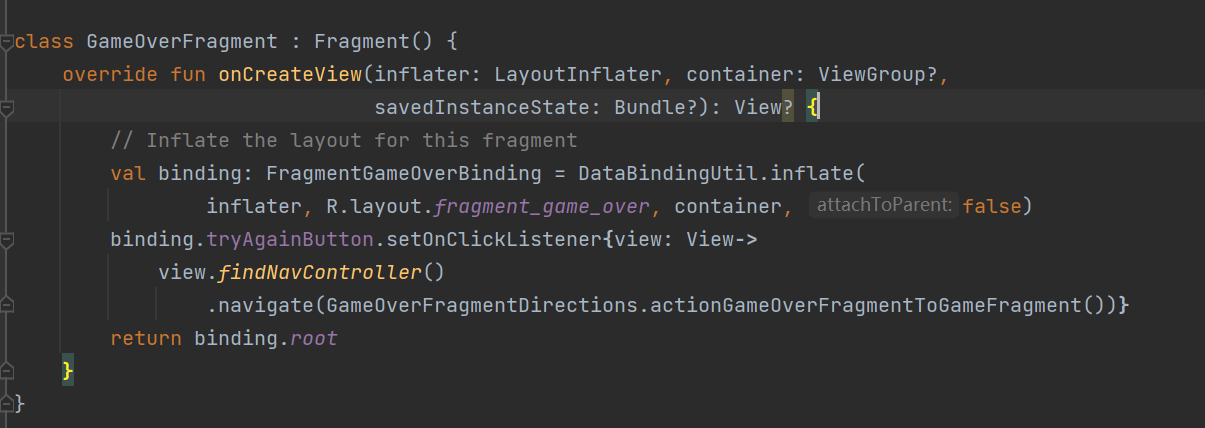 class GameOverFragment : Fragment() {
    override fun onCreateView(inflater: LayoutInflater, container: ViewGroup?,
                              savedInstanceState: Bundle?): View? {
        // Inflate the layout for this fragment
        val binding: FragmentGameOverBinding = DataBindingUtil.inflate(
                inflater, R.layout.fragment_game_over, container, attachToParent: false)
        binding.tryAgainButton.setOnClickListener{view: View->
            view.findNavController()
                .navigate(GameOverFragmentDirections.actionGameOverFragmentToGameFragment())}
        return binding.root
    }
}